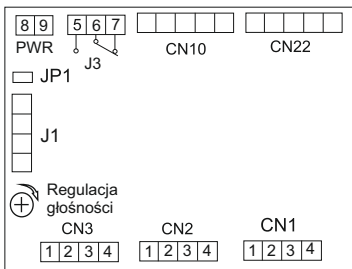 8 9 5 6 7
PWR J3 CN10 CN22
JP1
J1
Regulacja
głośności
CN3 CN2 CN1
1 2 3 4 1 2 3 4 1 2 3 4